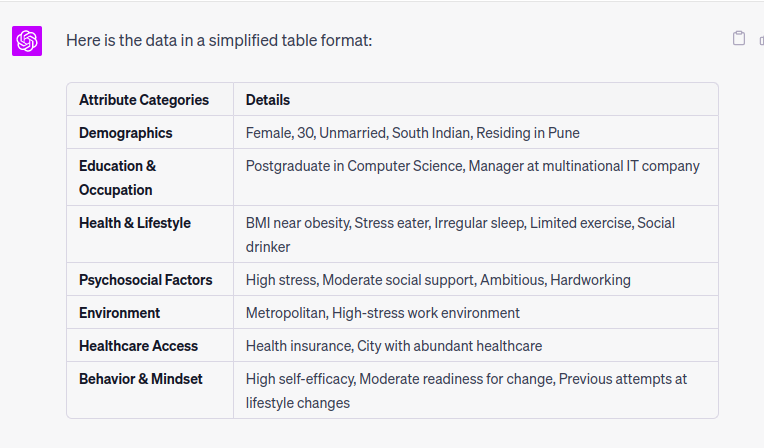 Here is the data in a simplified table format:
Attribute Categories Details
Demographics Female, 30, Unmarried, South Indian, Residing in Pune
Education & Postgraduate in Computer Science, Manager at multinational IT company
Occupation
Health & Lifestyle BMI near obesity, Stress eater, Irregular sleep, Limited exercise, Social
drinker
Psychosocial Factors High stress, Moderate social support, Ambitious, Hardworking
Environment Metropolitan, High-stress work environment
Healthcare Access Health insurance, City with abundant healthcare
Behavior & Mindset High self-efficacy, Moderate readiness for change, Previous attempts at
lifestyle changes